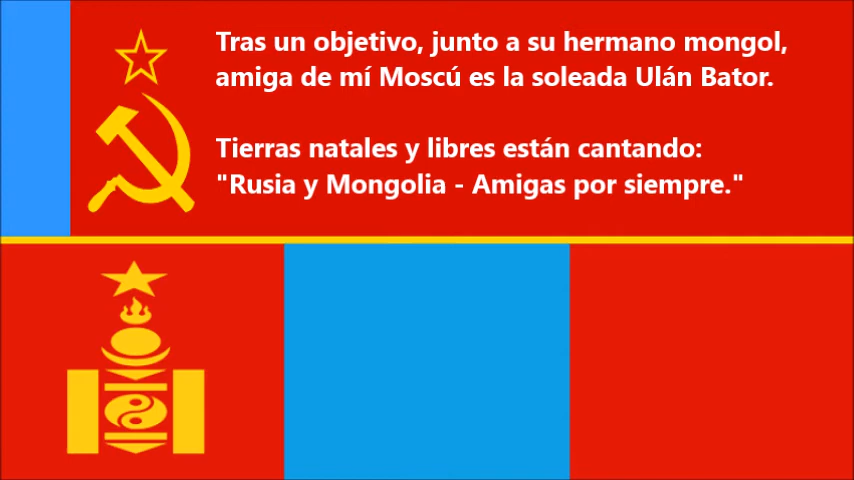 Tras un objetivo, junto a su hermano mongol,
amiga de mí Moscú es la soleada Ulán Bator.
Tierras natales y libres están cantando:
"Rusia y Mongolia - Amigas por siempre."